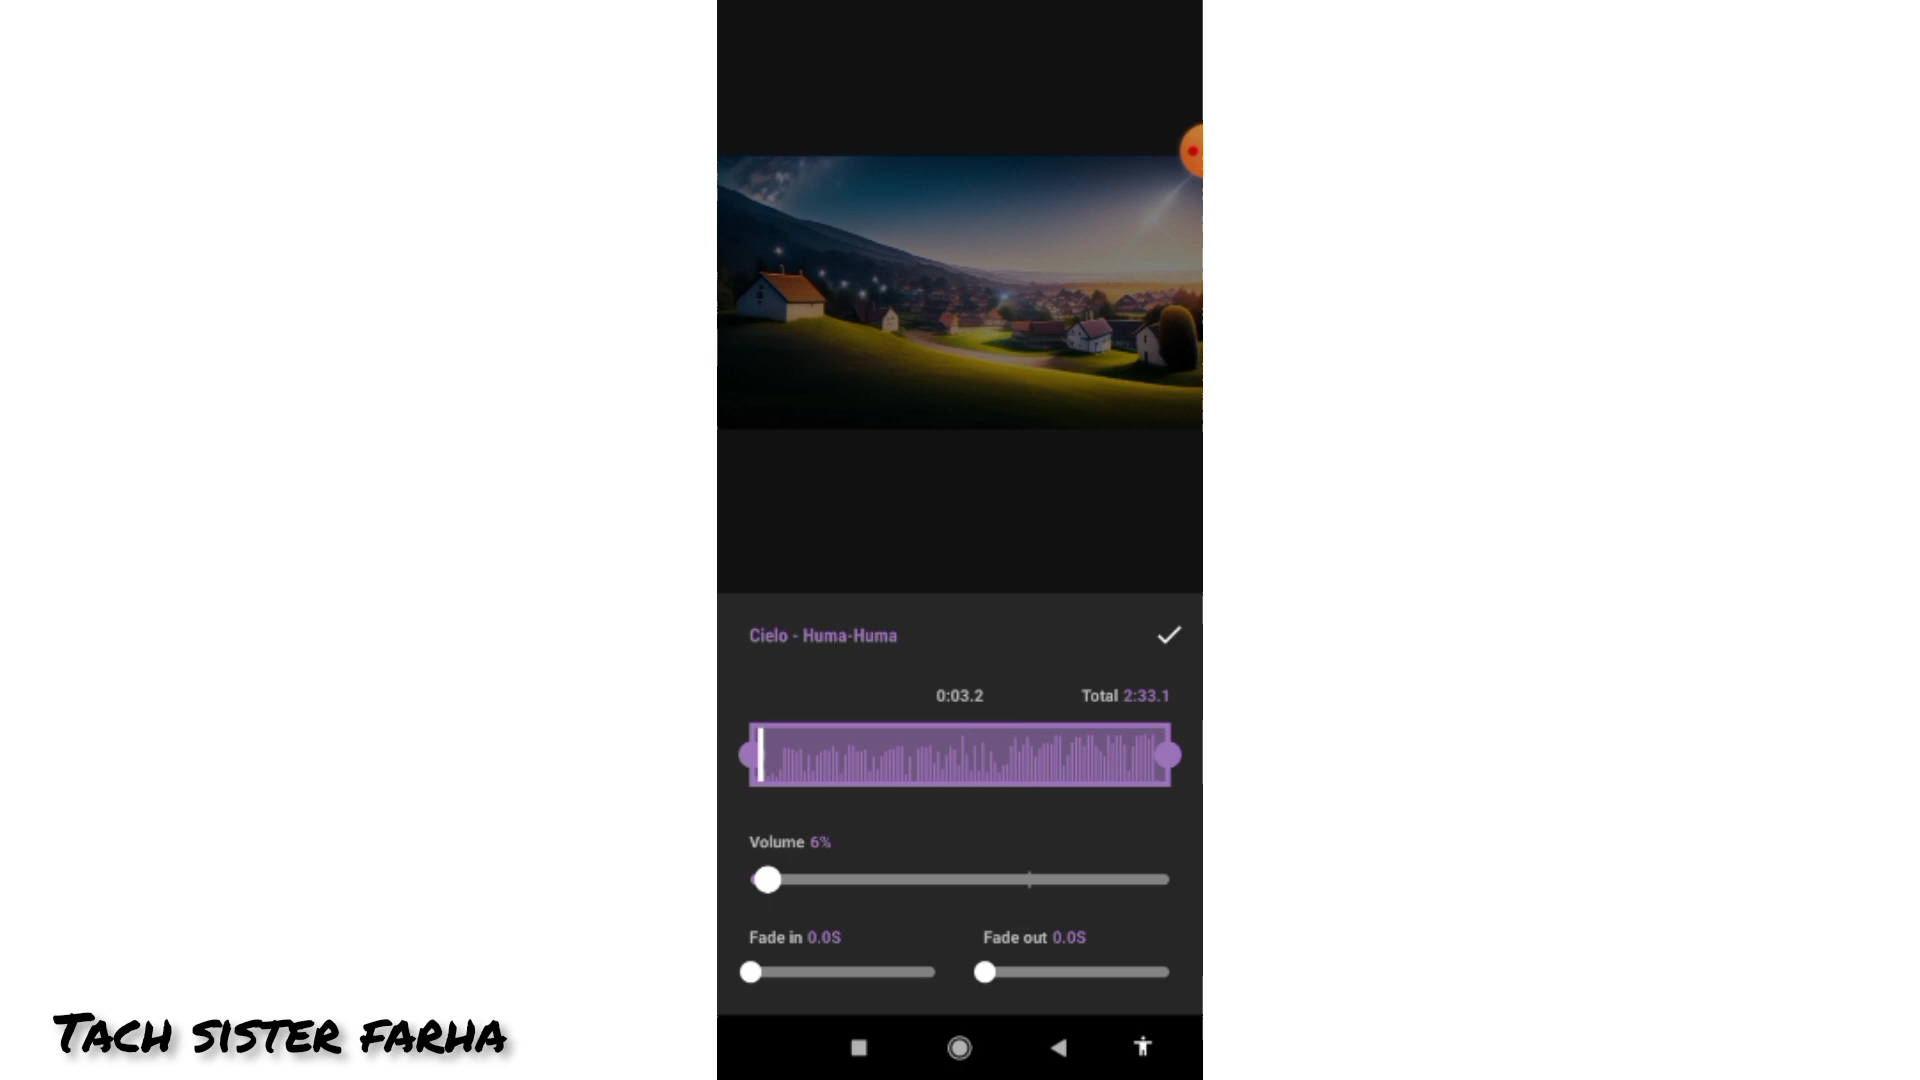 Cielo - Huma-Huma
0:03.2 Total 2:33.1
Volume 6%
Fade in 0.0S Fade out 0.0S
TACH SISTER FARHA